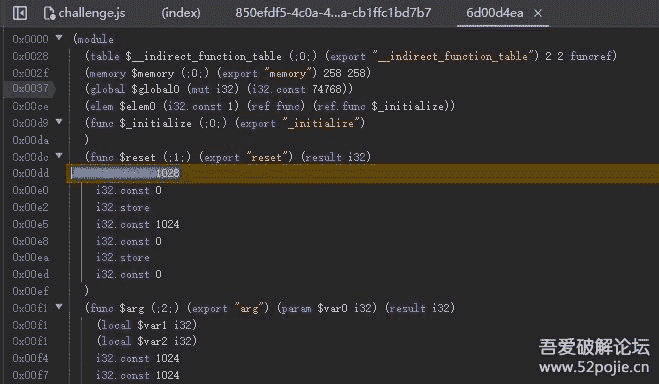 challenge.js (index) 850efdf5-4c0a-4...a-cb1ffc1bd7b7 6d00d4ea ×
0x0000 (module
0x0028 (table $__indirect_function_table (;0;) (export "__indirect_function_table") 2 2 funcref)
0x002f (memory $memory (;0;) (export "memory") 258 258)
0x0037 (global $global0 (mut i32) (i32.const 74768))
0x00ce (elem $elem0 (i32.const 1) (ref func) (ref.func $_initialize))
0x00d9 (func $_initialize (;0;) (export "_initialize")
0x00da )
0x00dc (func $reset (;1;) (export "reset") (result i32)
0x00dd 1028
0x00e0 i32.const 0
0x00e2 i32.store
0x00e5 i32.const 1024
0x00e8 i32.const 0
0x00ea i32.store
0x00ed i32.const 0
0x00ef )
0x00f1 (func $arg (;2;) (export "arg") (param $var0 i32) (result i32)
0x00f1 (local $var1 i32)
0x00f1 (local $var2 i32)
0x00f4 i32.const 1024
0x00f7 i32.const 1024
吾爱破解论坛
www.52pojie.cn